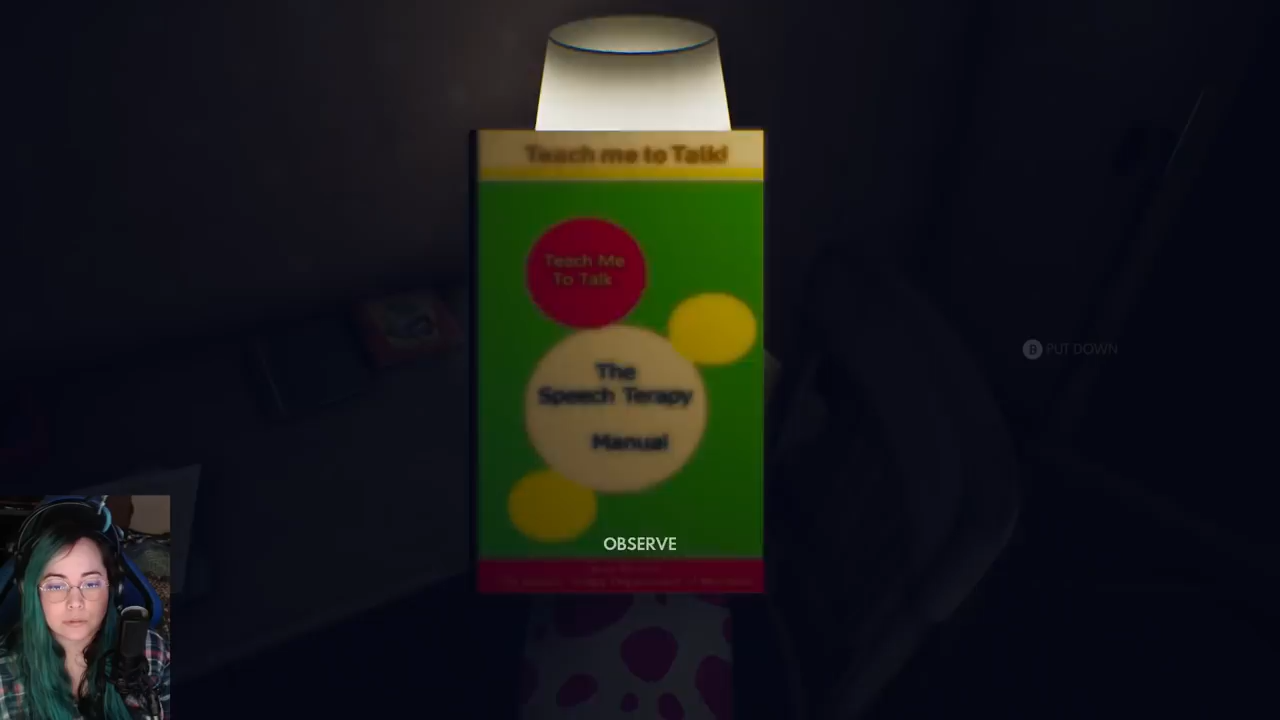 Teach me to Talk!
Teach Me
To Talk
The
Speech Terapy
Manual
OBSERVE
B PUT DOWN